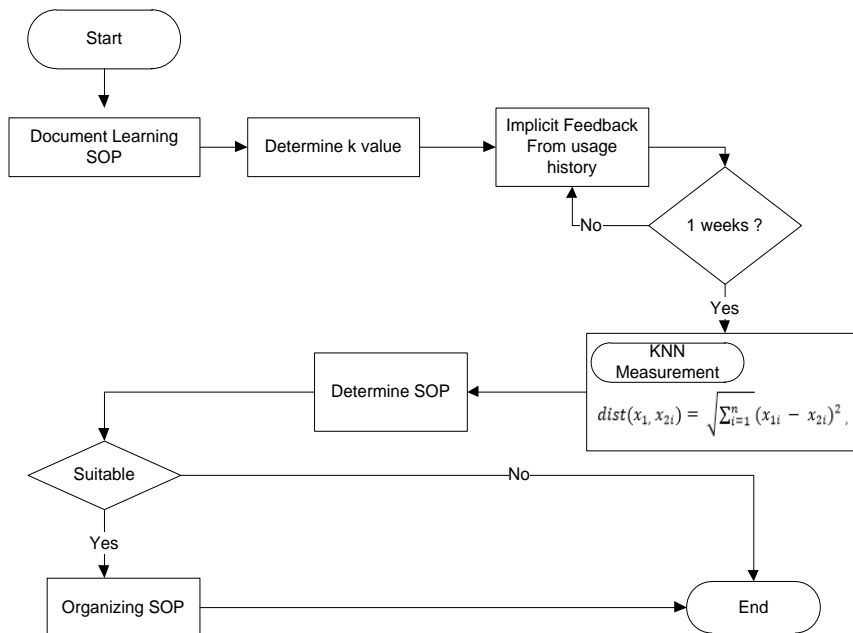 Start
Document Learning
SOP
Determine k value
Implicit Feedback
From usage
history
1 weeks ?
No
Yes
KNN
Measurement
dist(x₁, x₂ᵢ) = √∑ⁿᵢ₌₁ (x₁ᵢ − x₂ᵢ)² ,
Determine SOP
Suitable
No
Yes
Organizing SOP
End